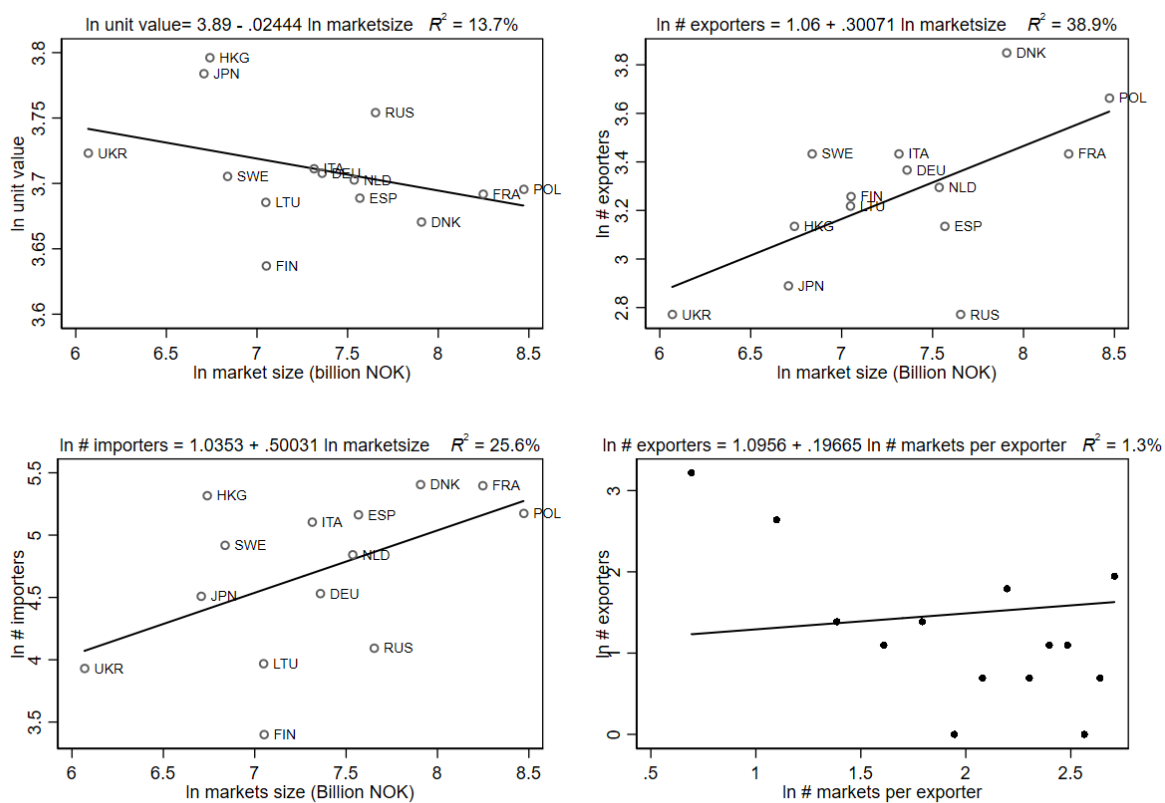 ln unit value= 3.89 - .02444 ln marketsize R² = 13.7%
3.8
3.75
3.7
3.65
3.6
ln unit value
HKG
JPN
RUS
UKR
ITA
DEU
SWE
NLD
LTU
ESP
FRA
POL
DNK
FIN
6
6.5
7
7.5
8
8.5
ln market size (billion NOK)
ln # exporters = 1.06 + .30071 ln marketsize R² = 38.9%
3.8
3.6
3.4
3.2
3
2.8
ln # exporters
DNK
POL
SWE
ITA
FRA
DEU
NLD
FIN
LTU
HKG
ESP
JPN
UKR
RUS
6
6.5
7
7.5
8
8.5
ln market size (Billion NOK)
ln # importers = 1.0353 + .50031 ln marketsize R² = 25.6%
5.5
5
4.5
4
3.5
ln # importers
DNK
FRA
HKG
ESP
POL
ITA
SWE
NLD
JPN
DEU
RUS
LTU
UKR
FIN
6
6.5
7
7.5
8
8.5
ln markets size (Billion NOK)
ln # exporters = 1.0956 + .19665 ln # markets per exporter R² = 1.3%
3
2
1
0
ln # exporters
.5
1
1.5
2
2.5
ln # markets per exporter